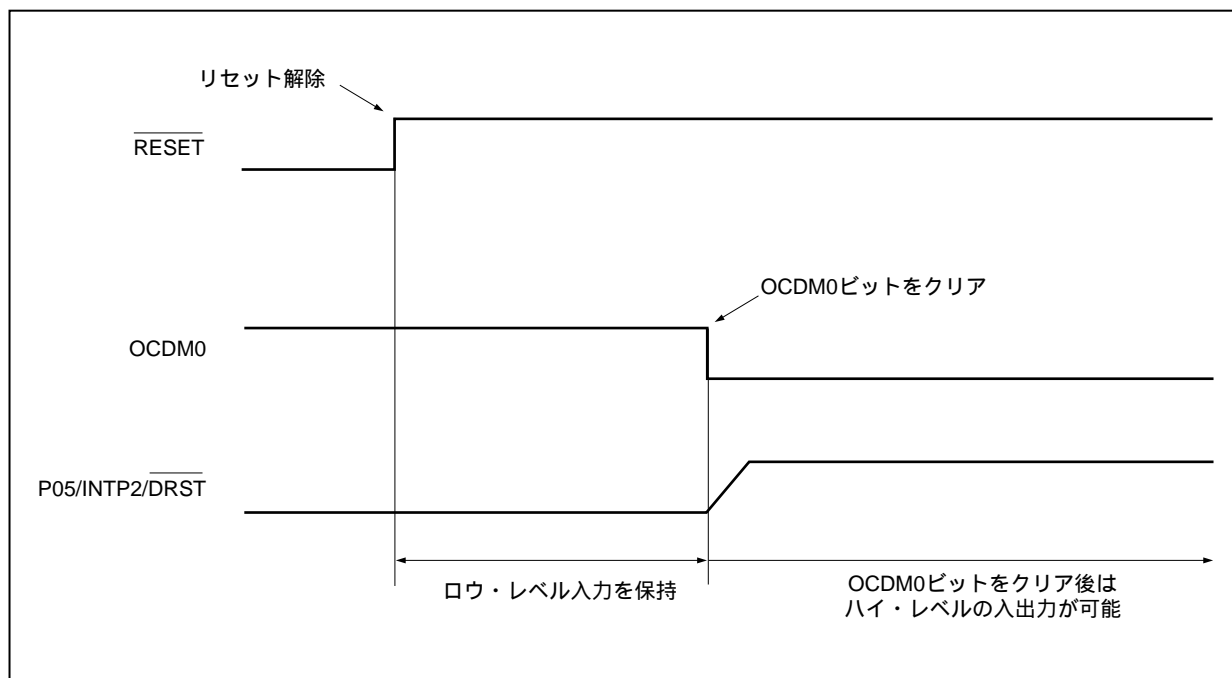 リセット解除
RESET
OCDM0ビットをクリア
OCDM0
P05/INTP2/DRST
ロウ・レベル入力を保持
OCDM0ビットをクリア後は
ハイ・レベルの入出力が可能